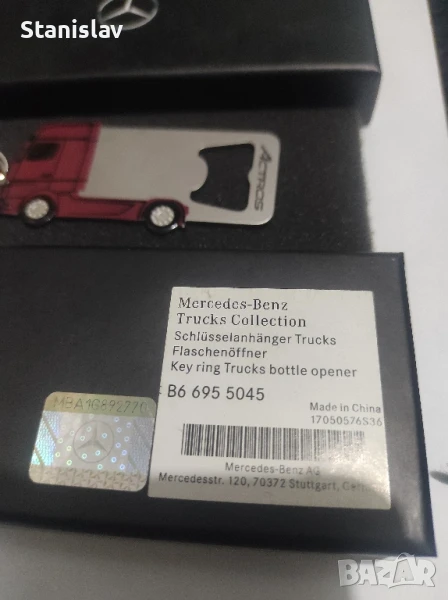 Stanislav
ACTROS
Mercedes-Benz
Trucks Collection
Schlüsselanhänger Trucks
Flaschenöffner
Key ring Trucks bottle opener
B6 695 5045
Made in China
17050576S36
Mercedes-Benz AG
Mercedesstr. 120, 70372 Stuttgart,
BAZAR